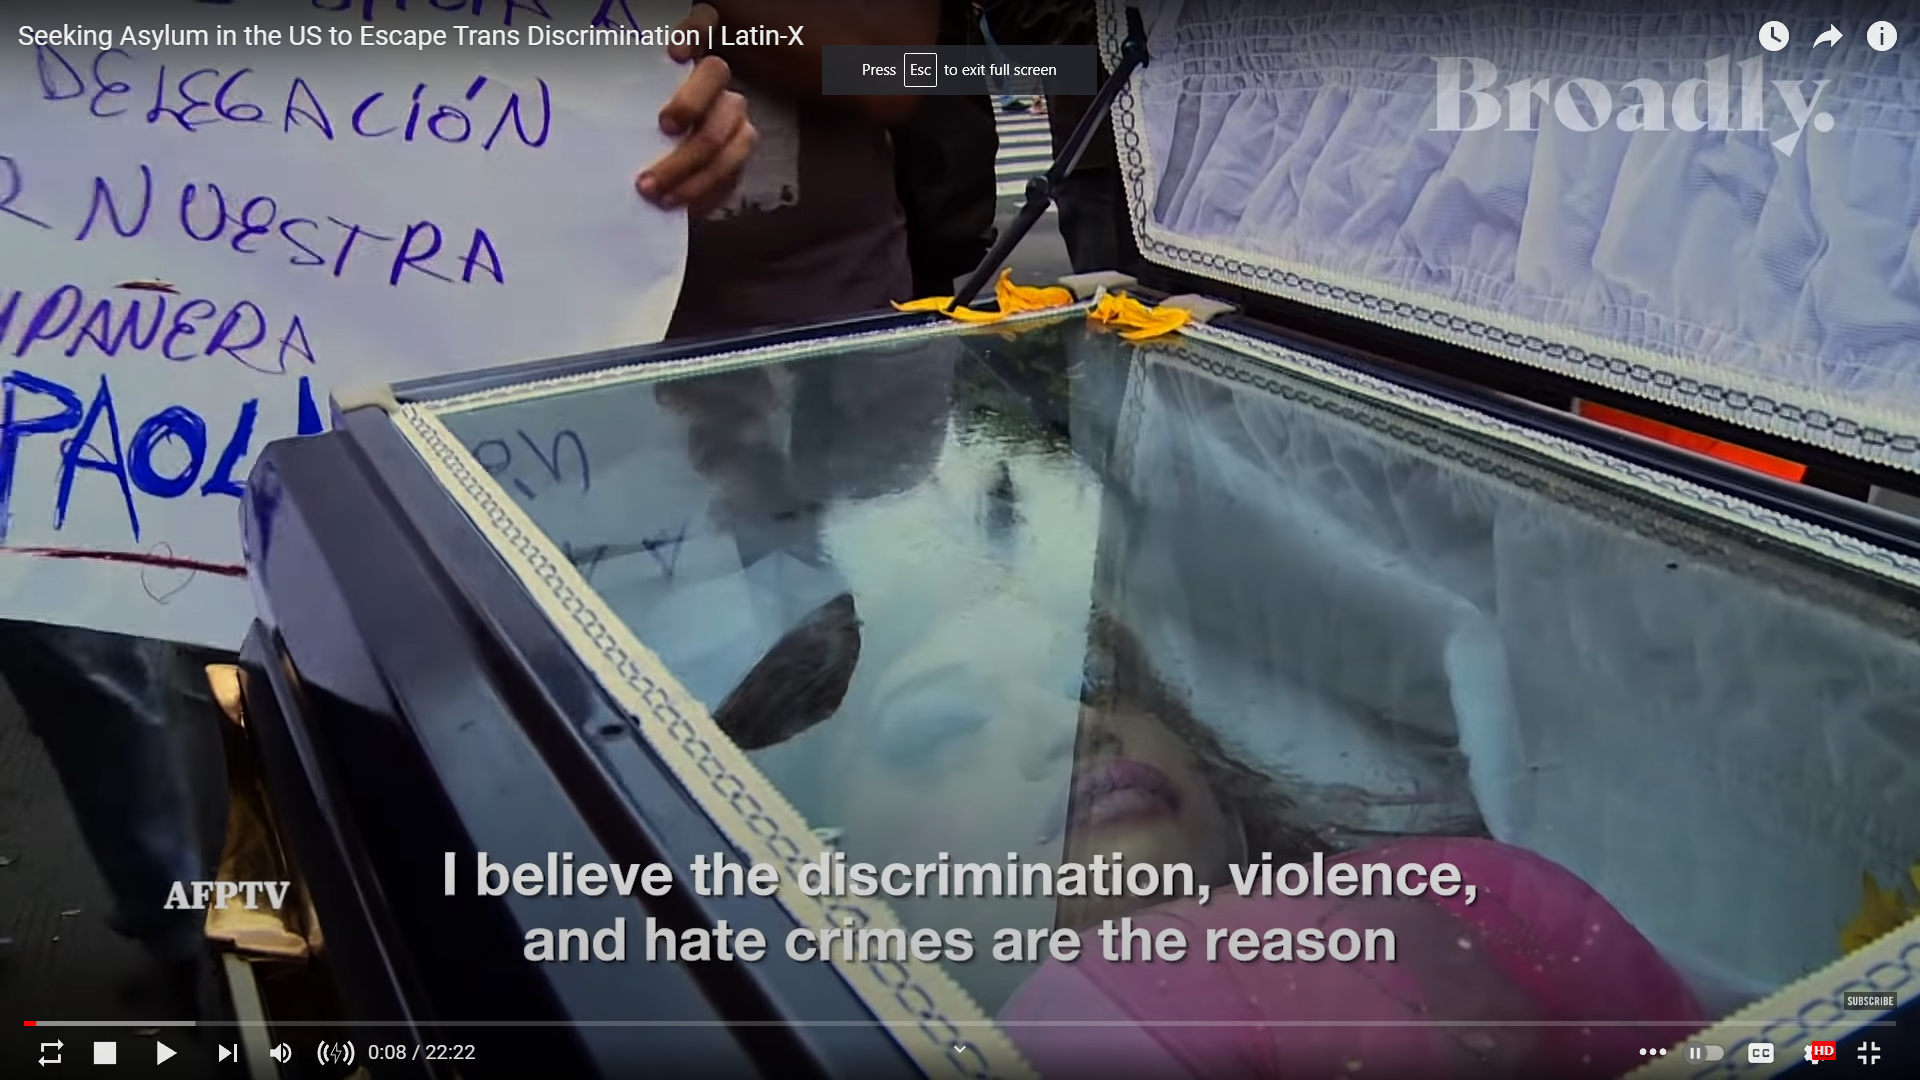 Seeking Asylum in the US to Escape Trans Discrimination | Latin-X
Press Esc to exit full screen
Broadly.
DELEGACIÓN
NUESTRA
PAOL
AFPTV
I believe the discrimination, violence,
and hate crimes are the reason
SUBSCRIBE
0:08 / 22:22
CC
HD